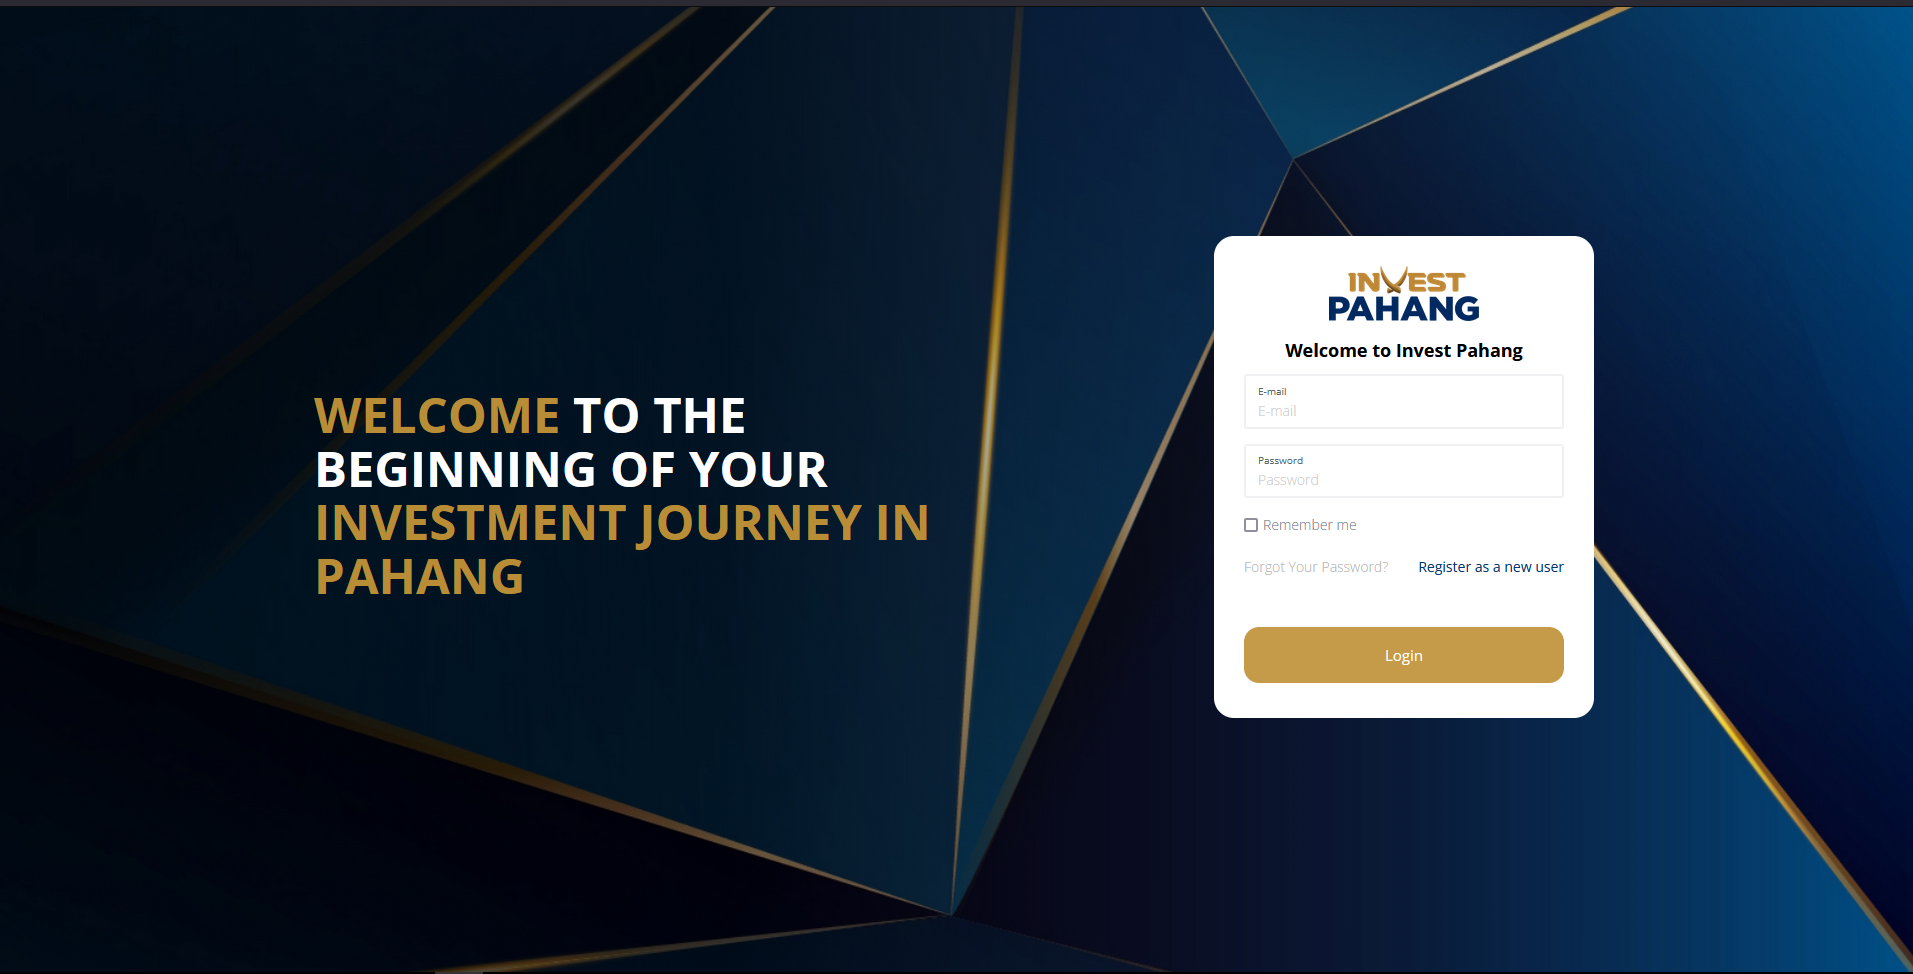 WELCOME TO THE
BEGINNING OF YOUR
INVESTMENT JOURNEY IN
PAHANG
INVEST
PAHANG
Welcome to Invest Pahang
E-mail
E-mail
Password
Password
Remember me
Forgot Your Password? Register as a new user
Login